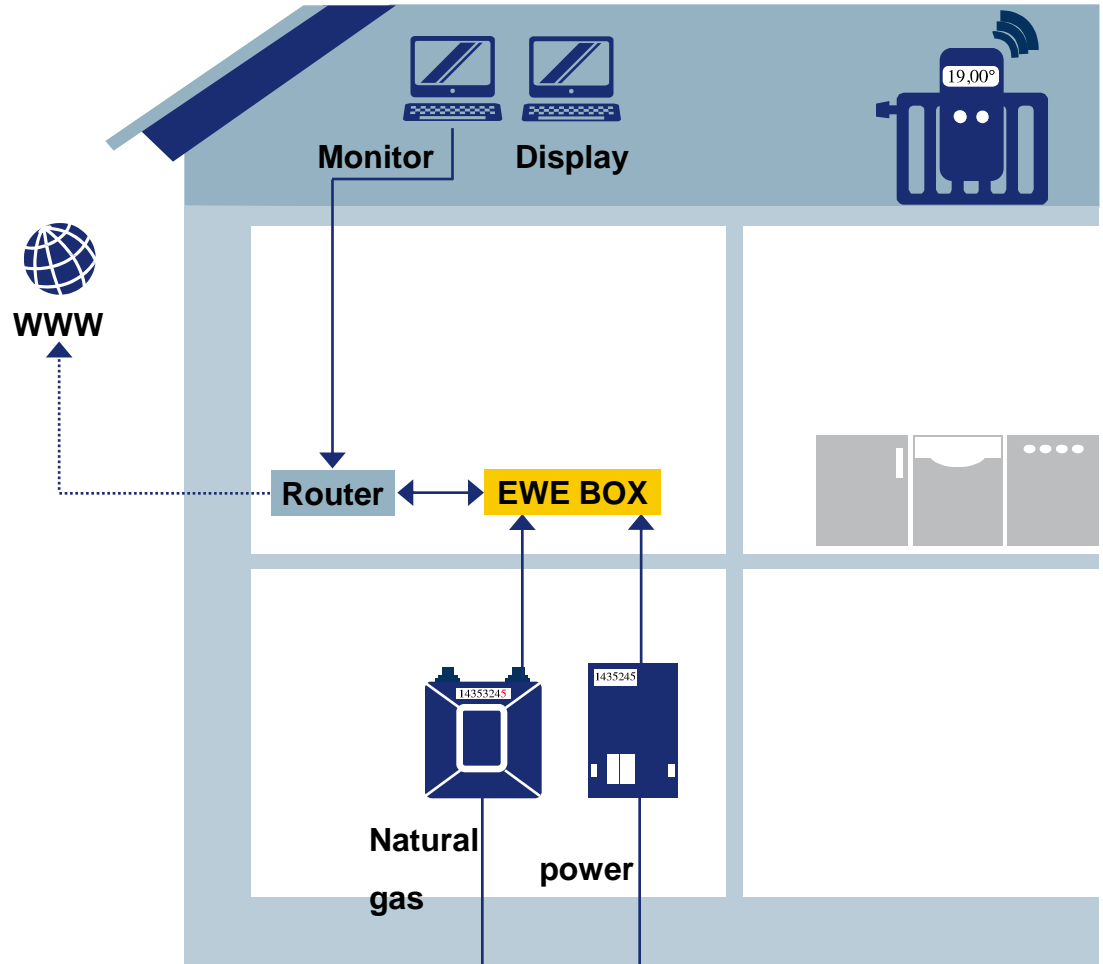 19,00°
Monitor
Display
WWW
Router
EWE BOX
14353245
1435245
Natural
gas
power